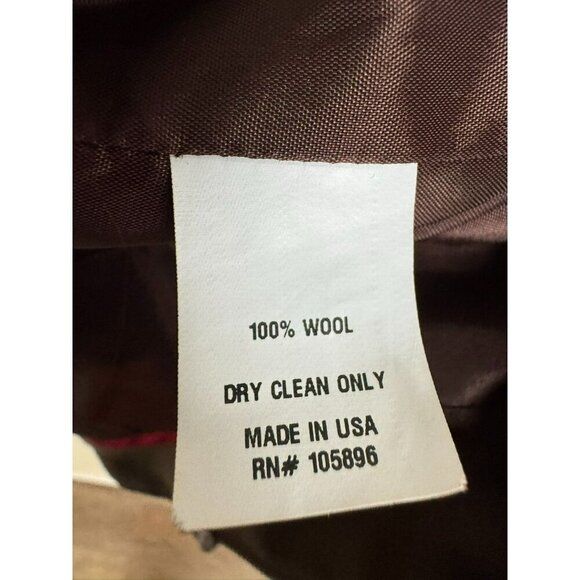 100% WOOL
DRY CLEAN ONLY
MADE IN USA
RN# 105896